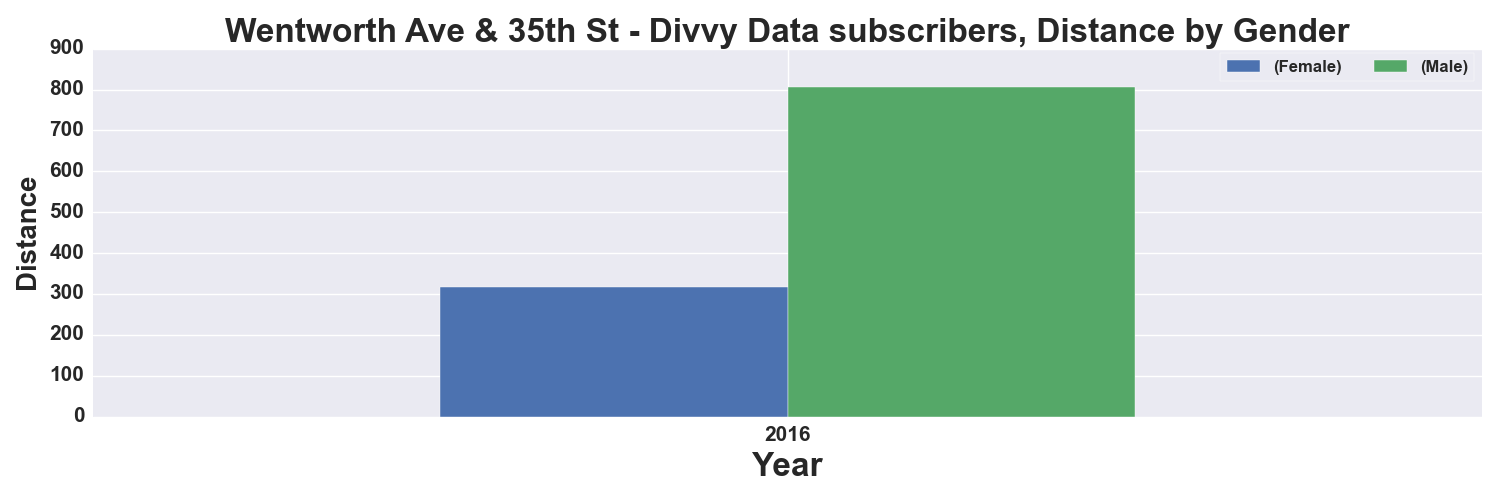 Wentworth Ave & 35th St - Divvy Data subscribers, Distance by Gender
(Female) (Male)
900
800
700
600
500
400
300
200
100
0
Distance
2016
Year